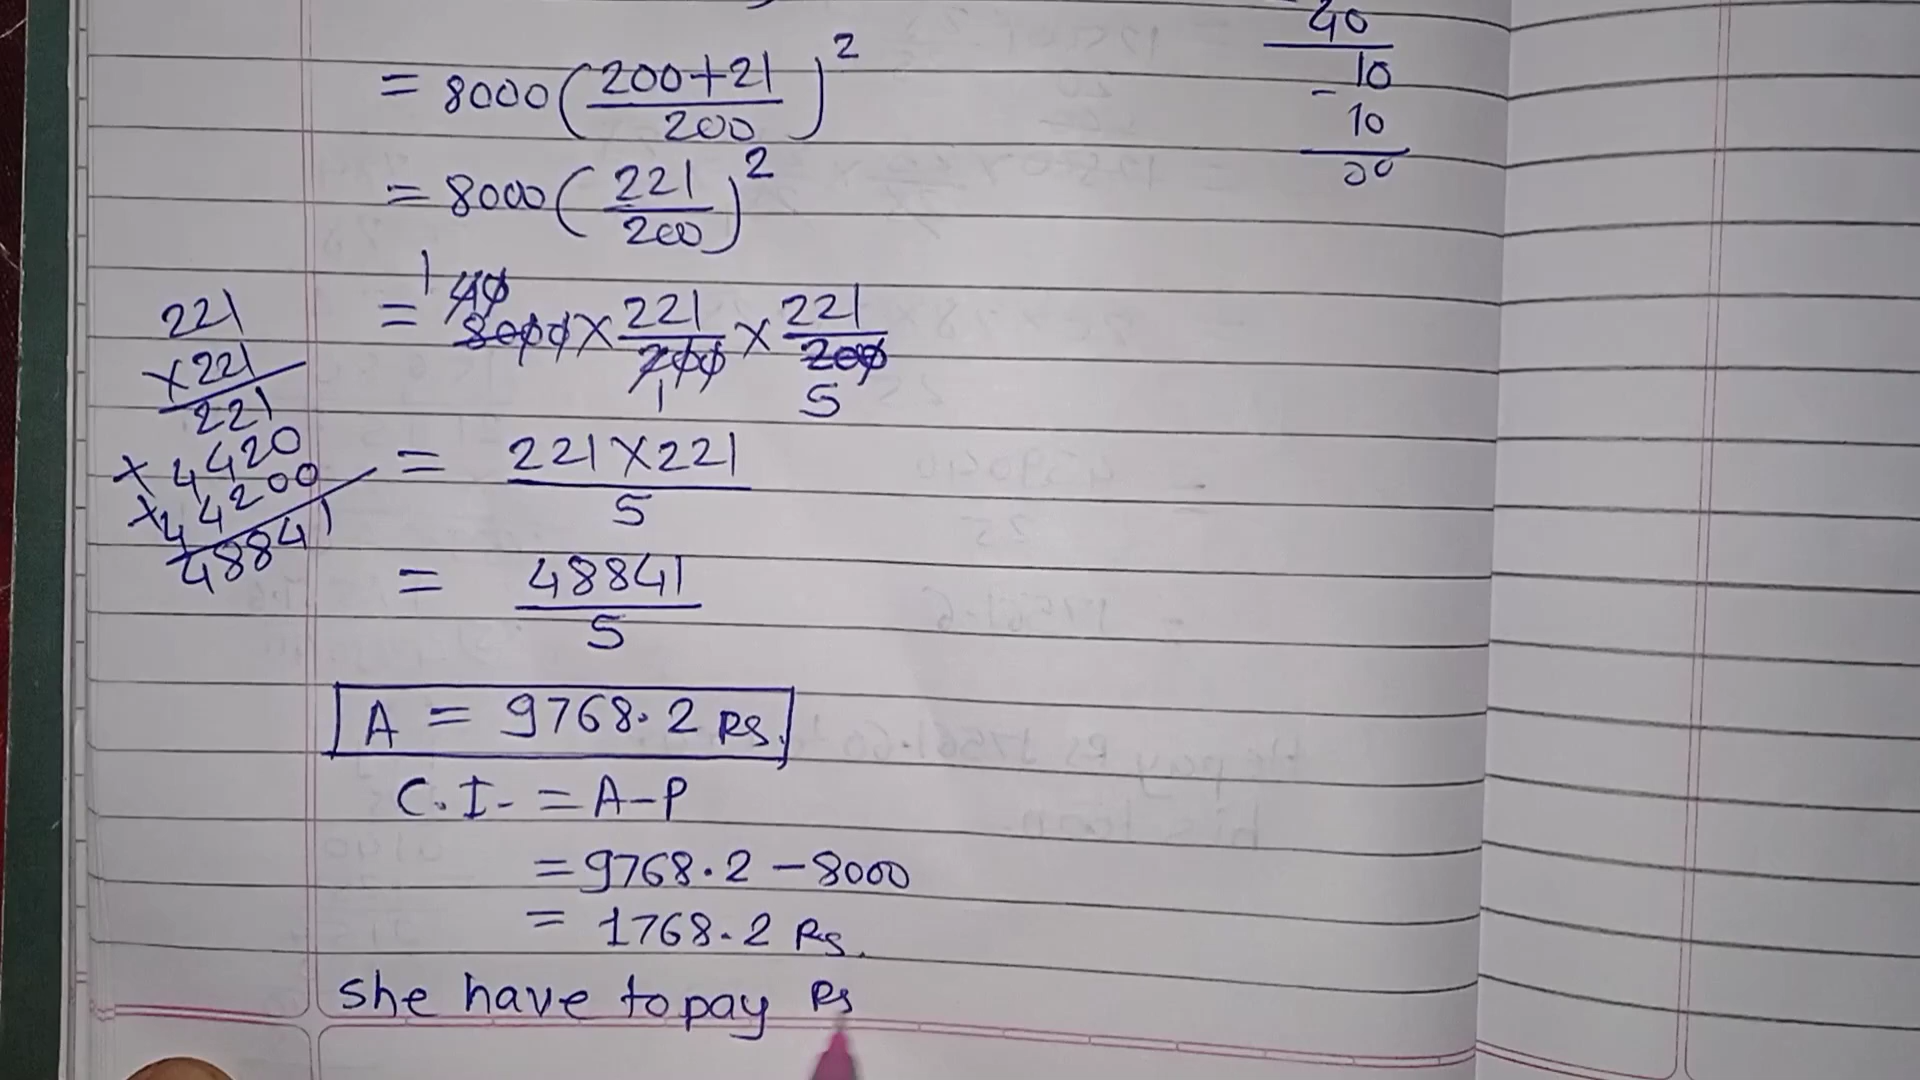 = 8000 (200+21/200)²
= 8000 (221/200)²
= 8000 × 221/200 × 221/200
1 40
1 5
= 221×221/5
= 48841/5
A = 9768.2 Rs.
C.I. = A-P
= 9768.2 - 8000
= 1768.2 Rs.
she have to pay Rs
221
×221
221
×4420
×44200
48841
40
10
- 10
00